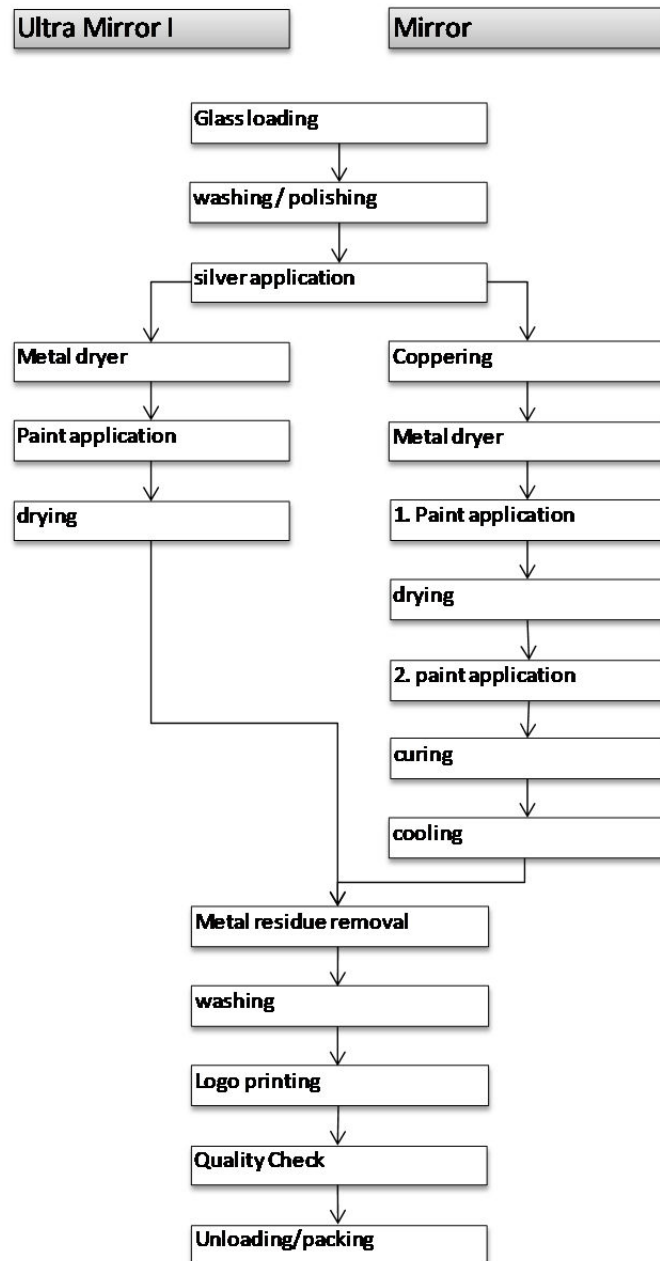 Ultra Mirror I
Mirror
Glass loading
washing / polishing
silver application
Metal dryer
Paint application
drying
Coppering
Metal dryer
1. Paint application
drying
2. paint application
curing
cooling
Metal residue removal
washing
Logo printing
Quality Check
Unloading/packing